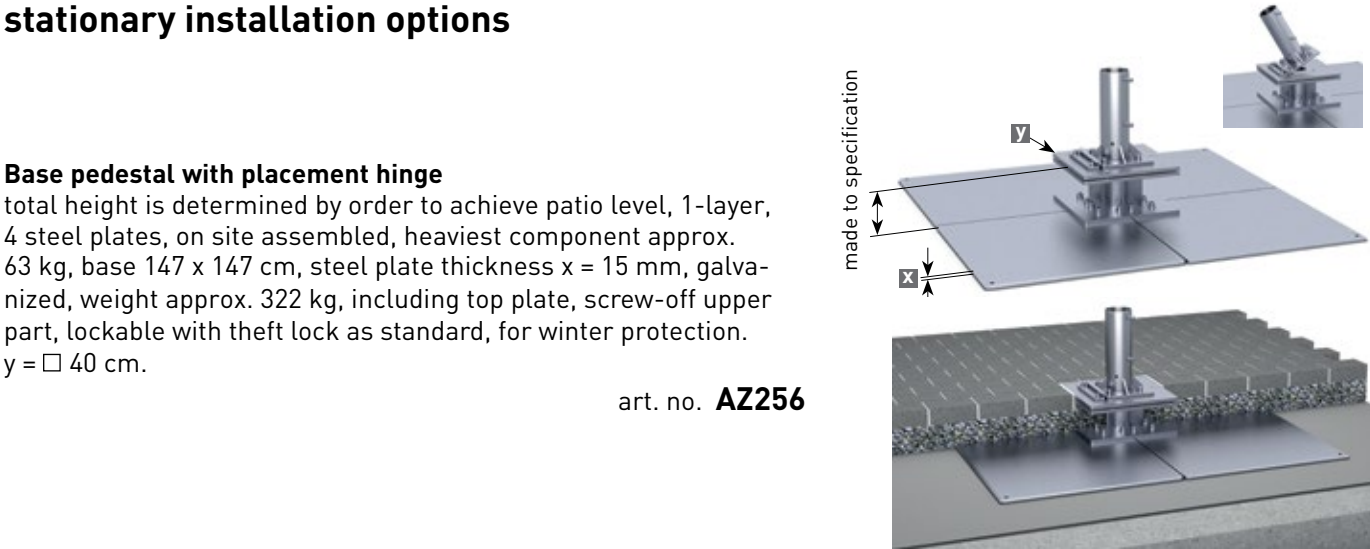 stationary installation options
Base pedestal with placement hinge
total height is determined by order to achieve patio level, 1-layer,
4 steel plates, on site assembled, heaviest component approx.
63 kg, base 147 x 147 cm, steel plate thickness x = 15 mm, galva-
nized, weight approx. 322 kg, including top plate, screw-off upper
part, lockable with theft lock as standard, for winter protection.
y = □ 40 cm.
art. no. AZ256
made to specification
y
x